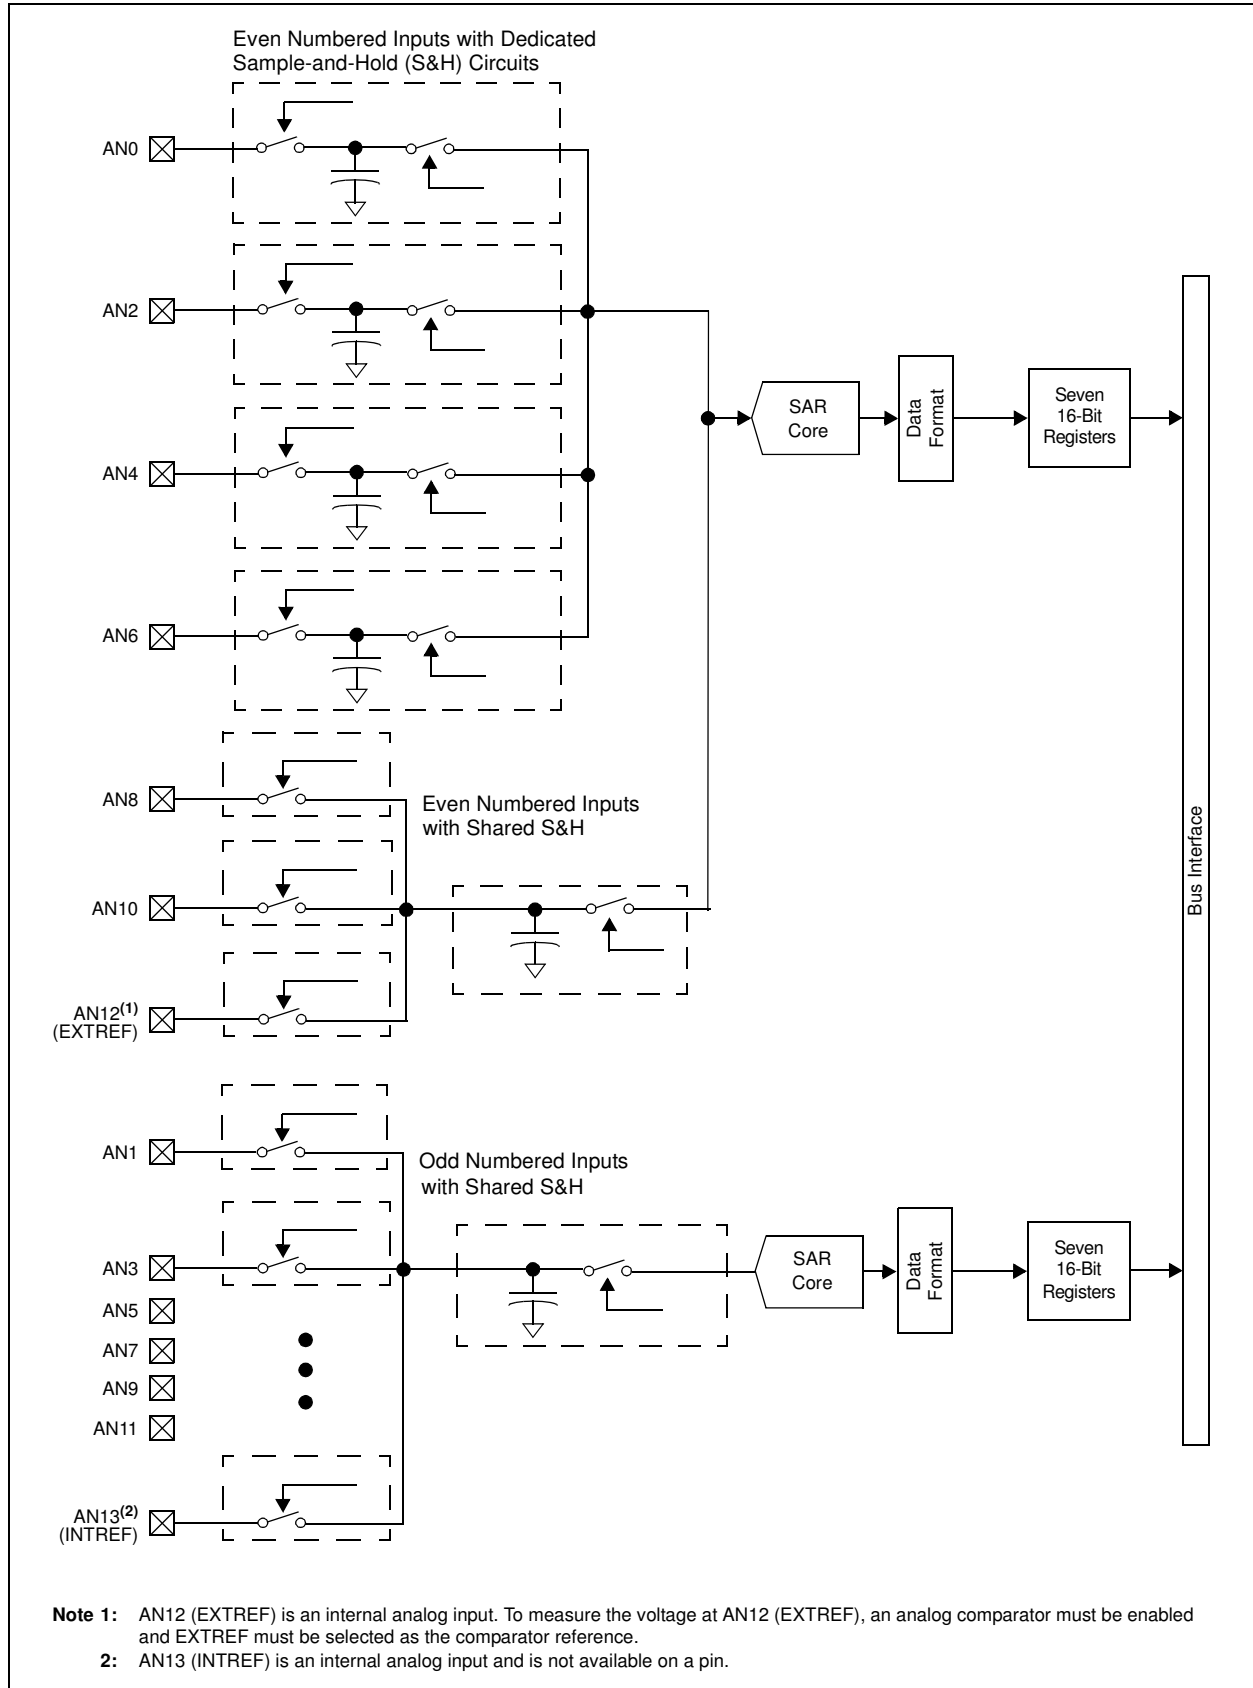 Even Numbered Inputs with Dedicated
Sample-and-Hold (S&H) Circuits
AN0
AN2
AN4
AN6
SAR
Core
Data
Format
Seven
16-Bit
Registers
Bus Interface
AN8
Even Numbered Inputs
with Shared S&H
AN10
AN12(1)
(EXTREF)
AN1
Odd Numbered Inputs
with Shared S&H
AN3
SAR
Core
Data
Format
Seven
16-Bit
Registers
AN5
AN7
AN9
AN11
AN13(2)
(INTREF)
Note 1: AN12 (EXTREF) is an internal analog input. To measure the voltage at AN12 (EXTREF), an analog comparator must be enabled
and EXTREF must be selected as the comparator reference.
2: AN13 (INTREF) is an internal analog input and is not available on a pin.